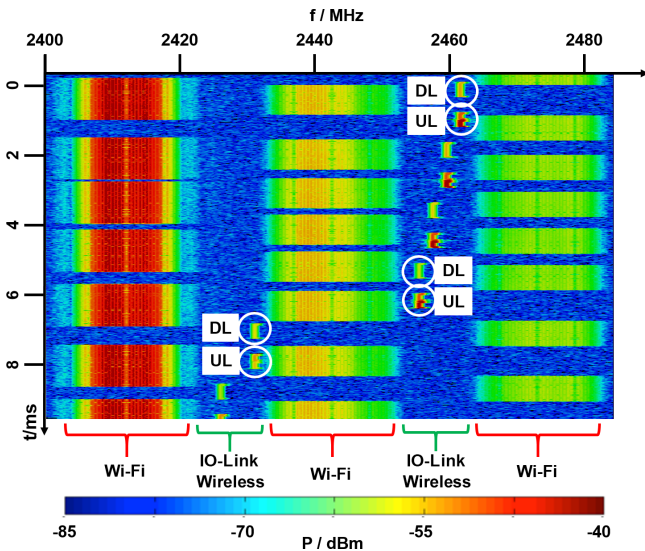 f / MHz
2400 2420 2440 2460 2480
0
DL
UL
2
4
DL
6
UL
DL
UL
8
t/ms
Wi-Fi
IO-Link
Wireless
Wi-Fi
IO-Link
Wireless
Wi-Fi
-85 -70 -55 -40
P / dBm